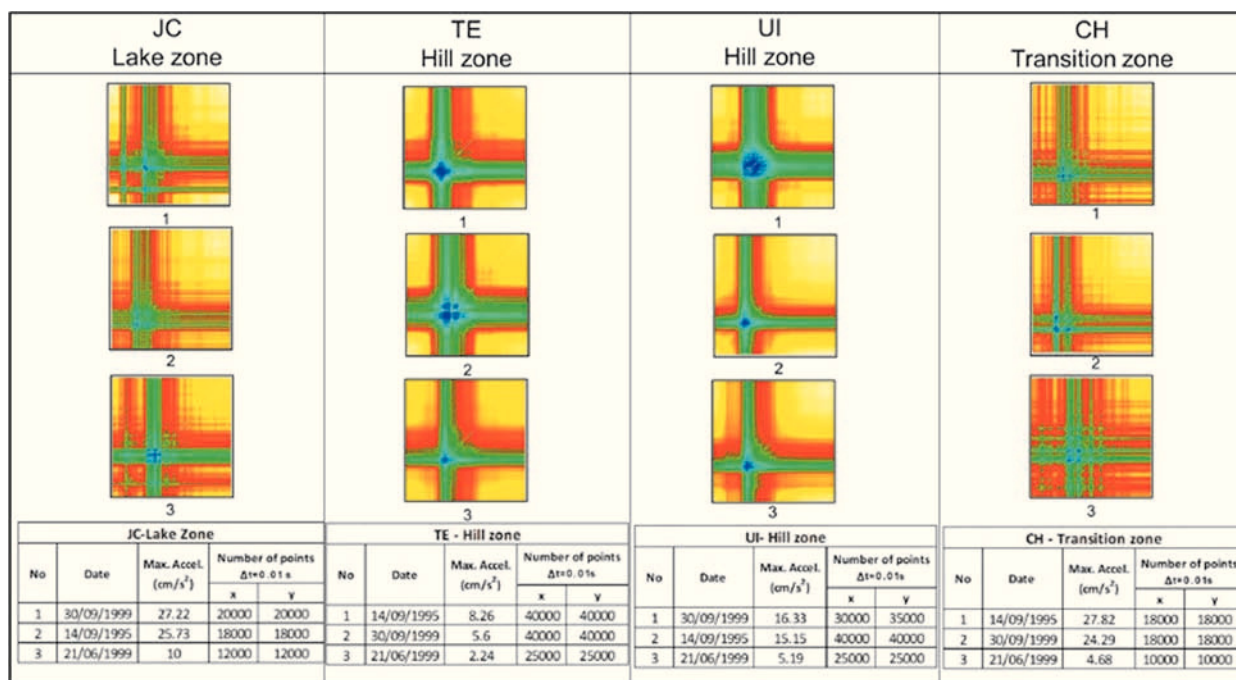 JC
Lake zone
TE
Hill zone
UI
Hill zone
CH
Transition zone
1
1
1
1
2
2
2
2
3
3
3
3
JC-Lake Zone
No Date Max. Accel. (cm/s²) Number of points Δt=0.01 s
x y
1 30/09/1999 27.22 20000 20000
2 14/09/1995 25.73 18000 18000
3 21/06/1999 10 12000 12000
TE - Hill zone
No Date Max. Accel. (cm/s²) Number of points Δt=0.01s
x y
1 14/09/1995 8.26 40000 40000
2 30/09/1999 5.6 40000 40000
3 21/06/1999 2.24 25000 25000
UI- Hill zone
No Date Max. Accel. (cm/s²) Number of points Δt=0.01s
x y
1 30/09/1999 16.33 30000 35000
2 14/09/1995 15.15 40000 40000
3 21/06/1999 5.19 25000 25000
CH - Transition zone
No Date Max. Accel. (cm/s²) Number of points Δt=0.01s
x y
1 14/09/1995 27.82 18000 18000
2 30/09/1999 24.29 18000 18000
3 21/06/1999 4.68 10000 10000